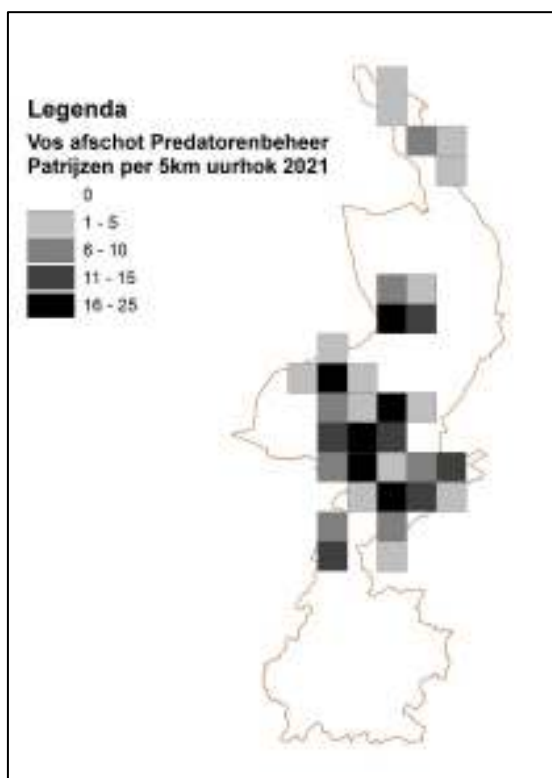 Legenda
Vos afschot Predatorenbeheer
Patrijzen per 5km uurhok 2021
0
1 - 5
6 - 10
11 - 15
16 - 25